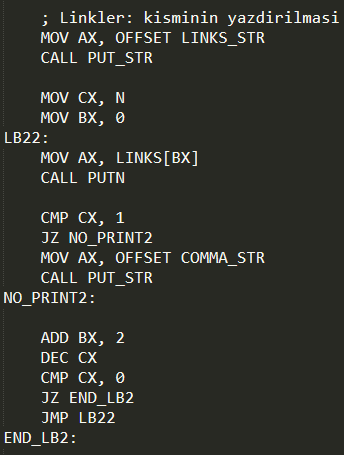 ; Linkler: kisminin yazdirilmasi
MOV AX, OFFSET LINKS_STR
CALL PUT_STR
MOV CX, N
MOV BX, 0
LB22:
MOV AX, LINKS[BX]
CALL PUTN
CMP CX, 1
JZ NO_PRINT2
MOV AX, OFFSET COMMA_STR
CALL PUT_STR
NO_PRINT2:
ADD BX, 2
DEC CX
CMP CX, 0
JZ END_LB2
JMP LB22
END_LB2: